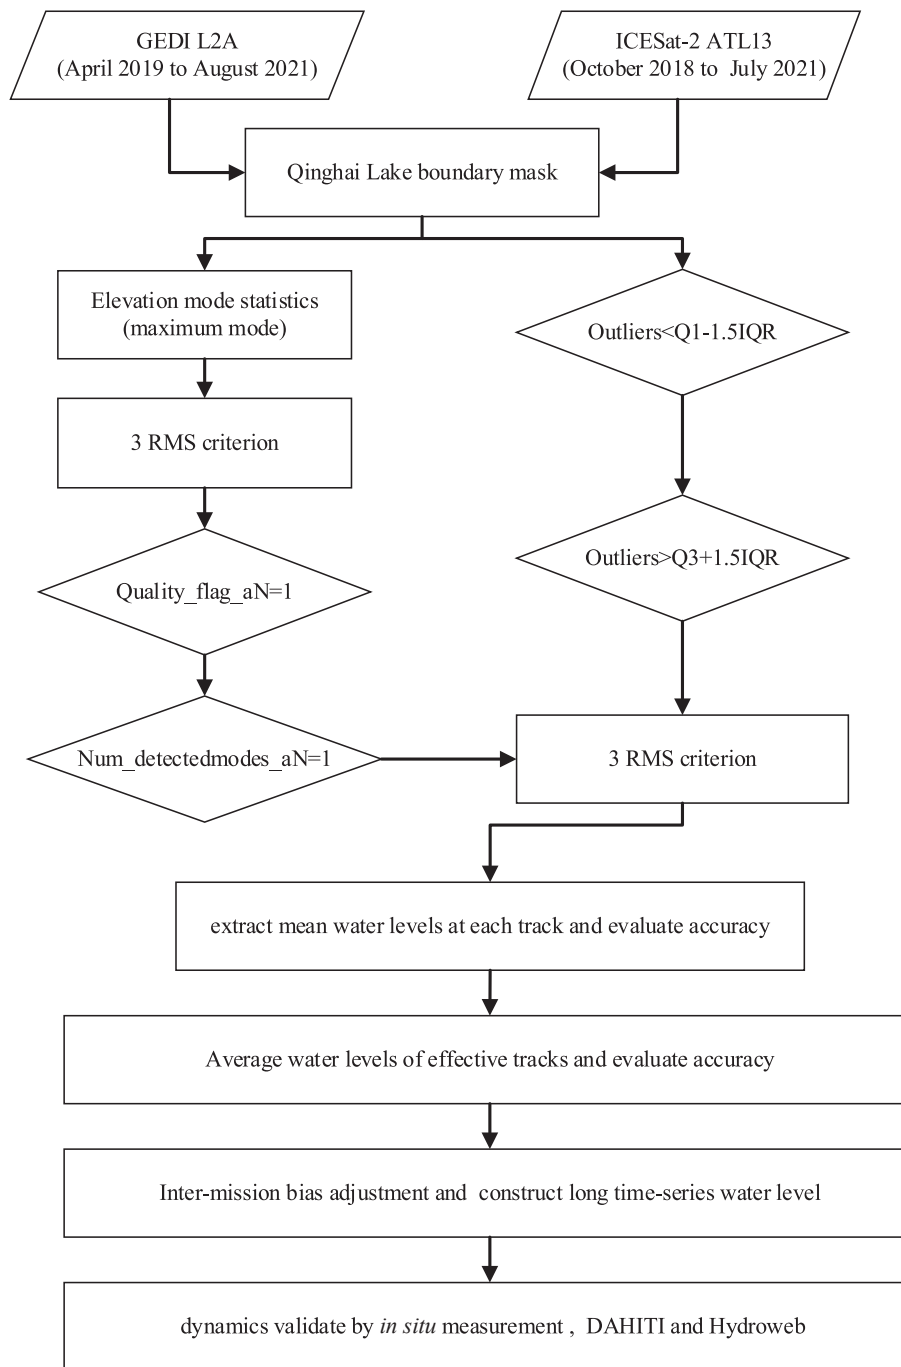 GEDI L2A
(April 2019 to August 2021)
ICESat-2 ATL13
(October 2018 to July 2021)
Qinghai Lake boundary mask
Elevation mode statistics
(maximum mode)
Outliers<Q1-1.5IQR
3 RMS criterion
Outliers>Q3+1.5IQR
Quality_flag_aN=1
Num_detectedmodes_aN=1
3 RMS criterion
extract mean water levels at each track and evaluate accuracy
Average water levels of effective tracks and evaluate accuracy
Inter-mission bias adjustment and construct long time-series water level
dynamics validate by in situ measurement , DAHITI and Hydroweb